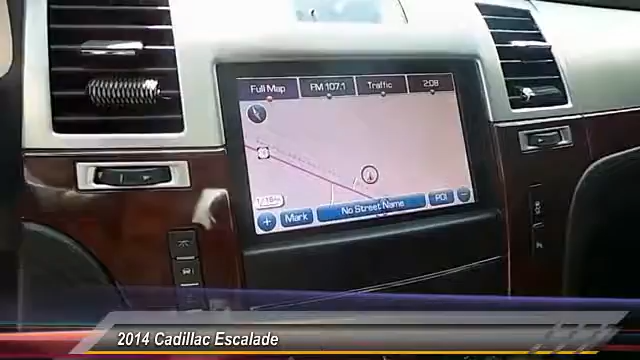 Full Map FM 107.1 Traffic 2:08
Mark No Street Name POI
2014 Cadillac Escalade